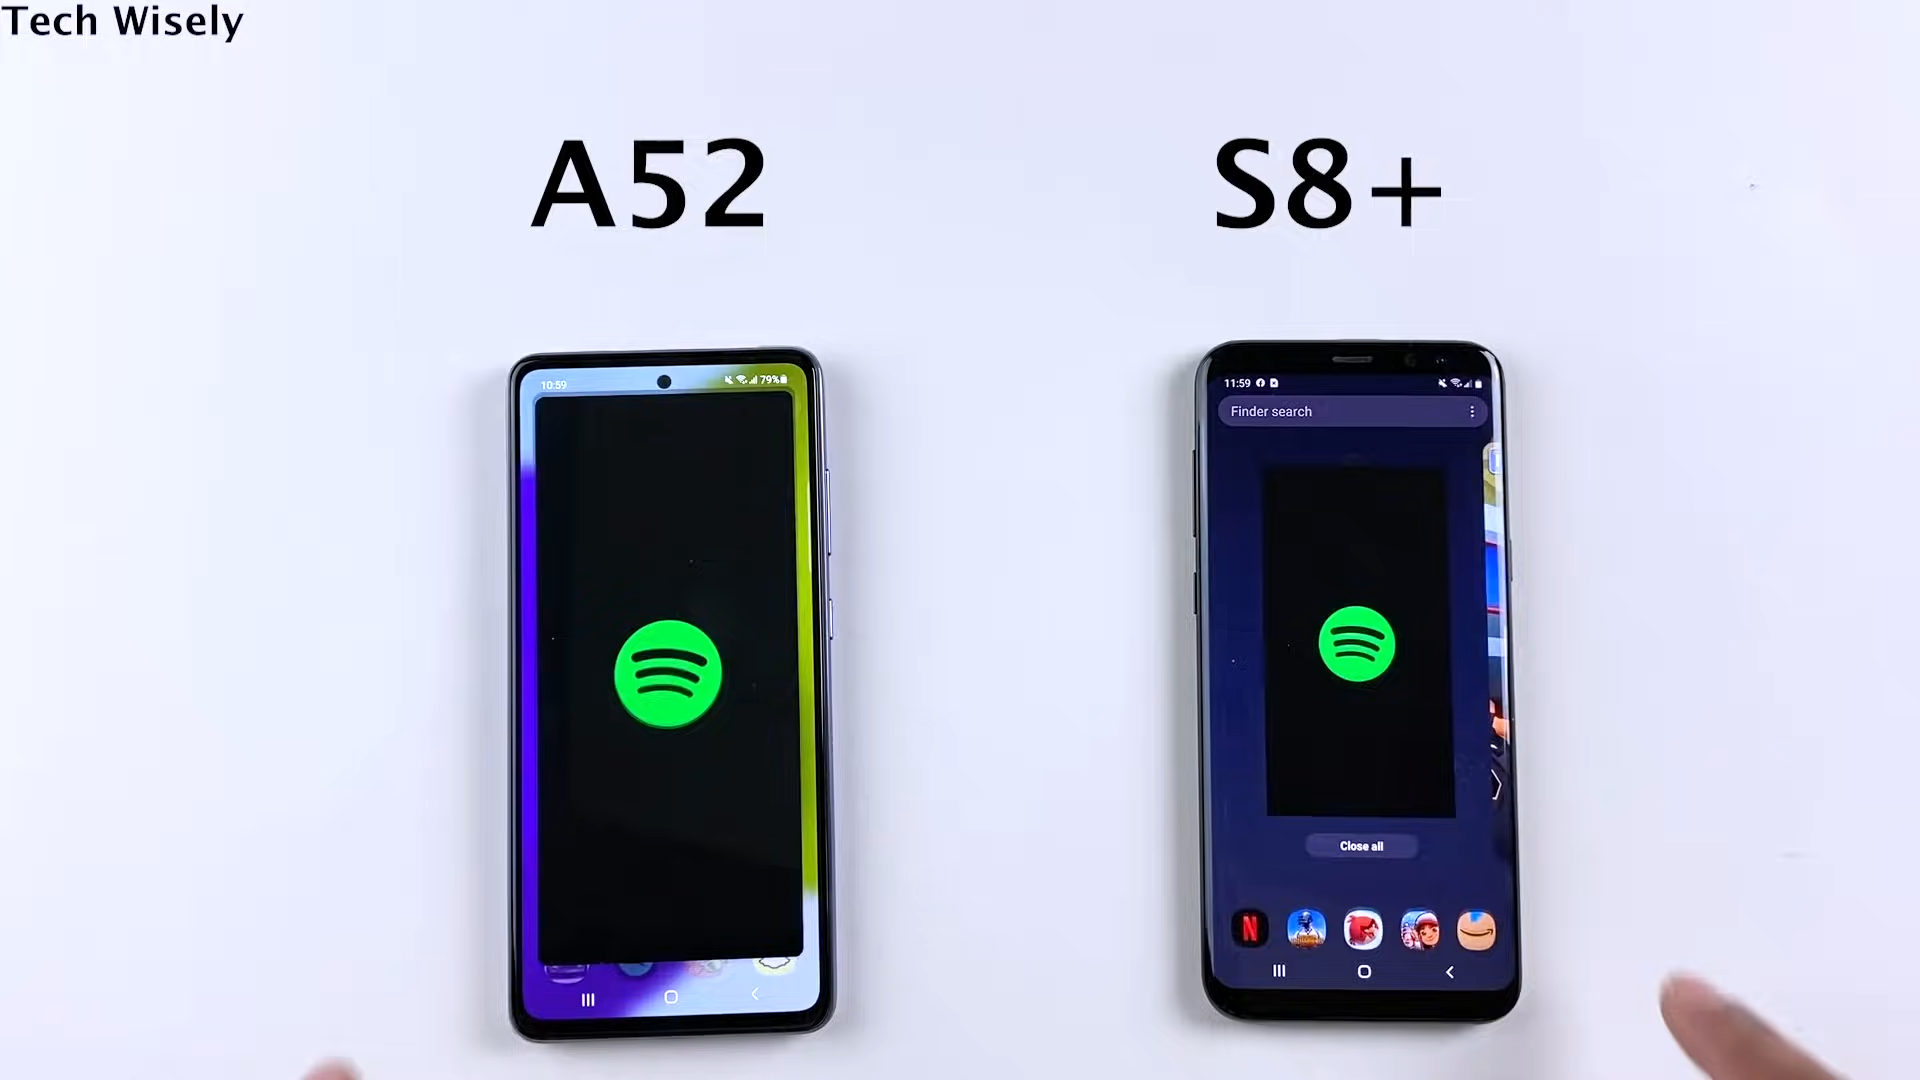 Tech Wisely
A52
S8+
10:59
79%
11:59
Finder search
Close all
N